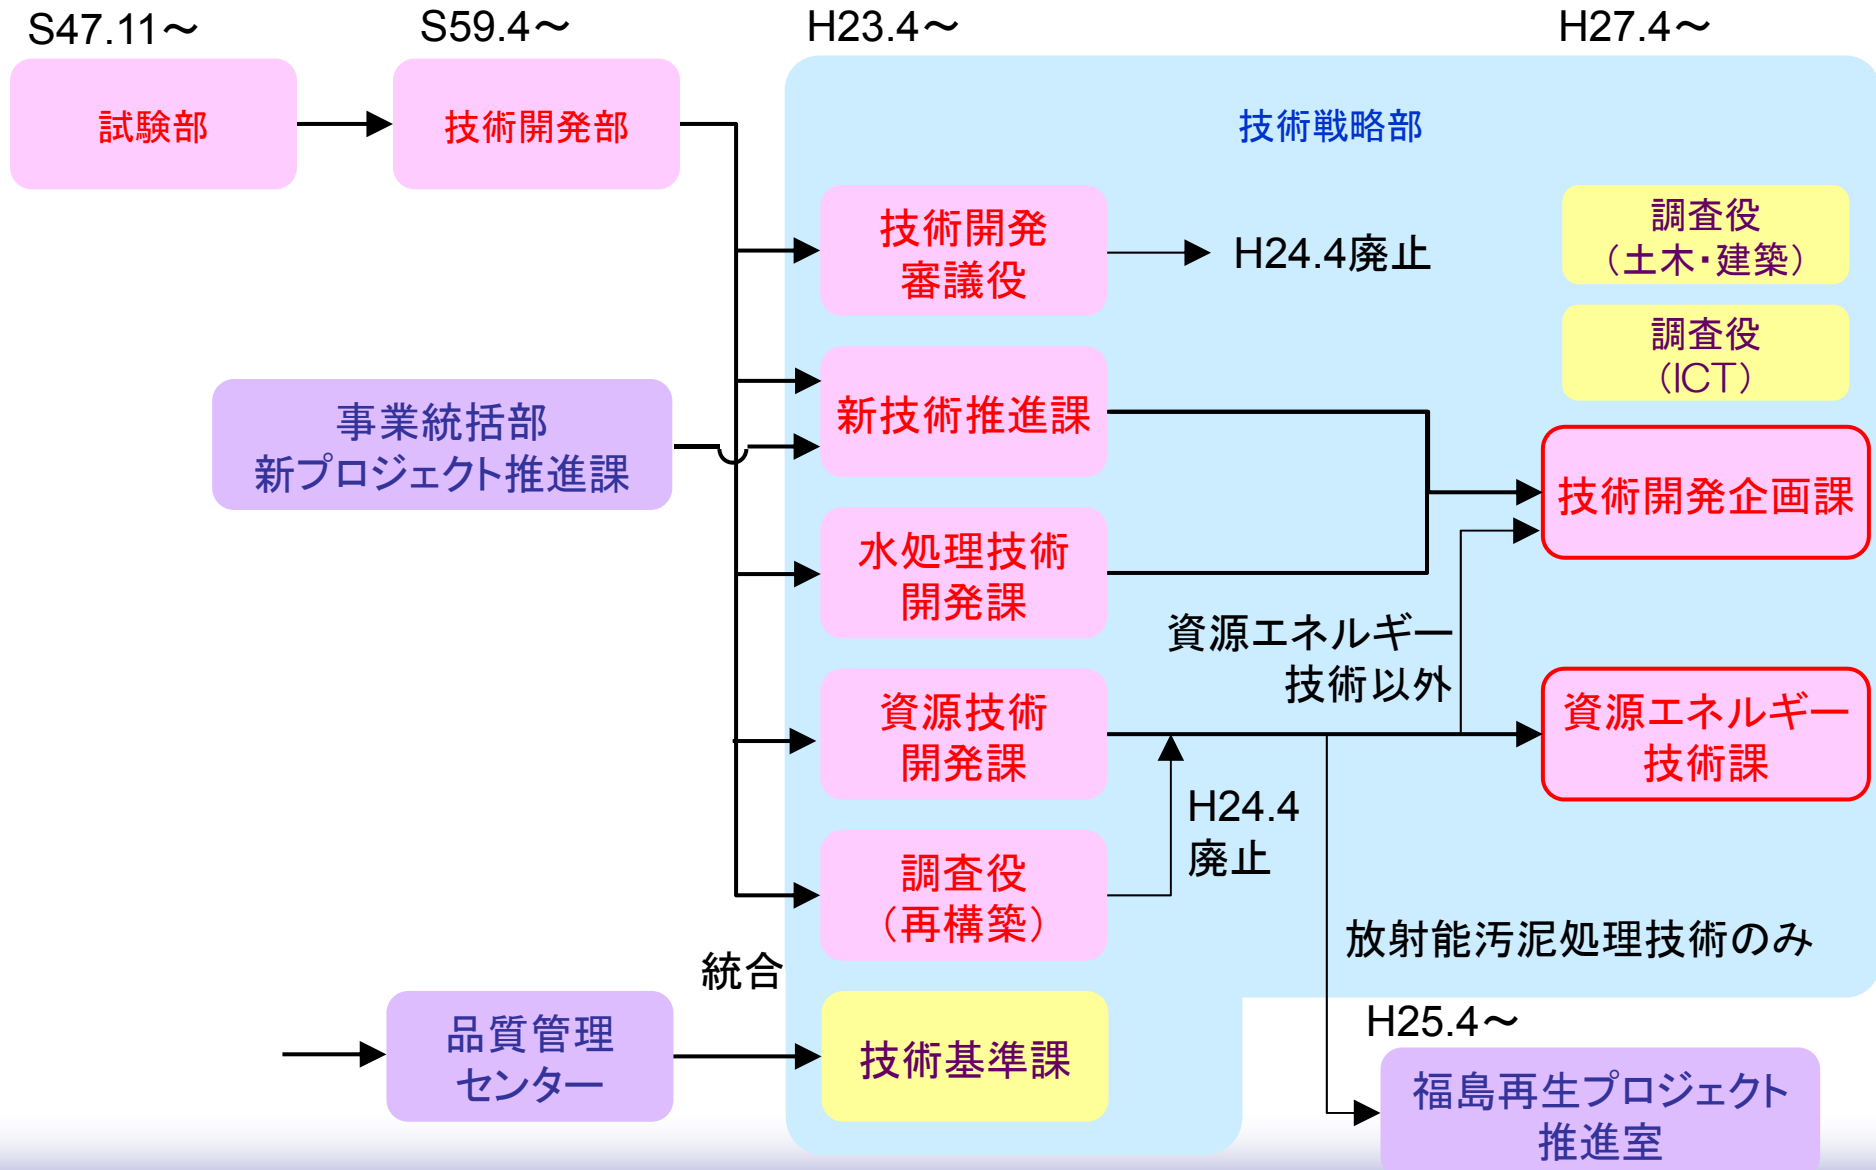 S47.11～
S59.4～
H23.4～
H27.4～
試験部
技術開発部
技術戦略部
技術開発
審議役
H24.4廃止
調査役
（土木・建築）
調査役
（ICT）
事業統括部
新プロジェクト推進課
新技術推進課
技術開発企画課
水処理技術
開発課
資源エネルギー
技術以外
資源技術
開発課
資源エネルギー
技術課
H24.4
廃止
調査役
（再構築）
放射能汚泥処理技術のみ
統合
品質管理
センター
技術基準課
H25.4～
福島再生プロジェクト
推進室